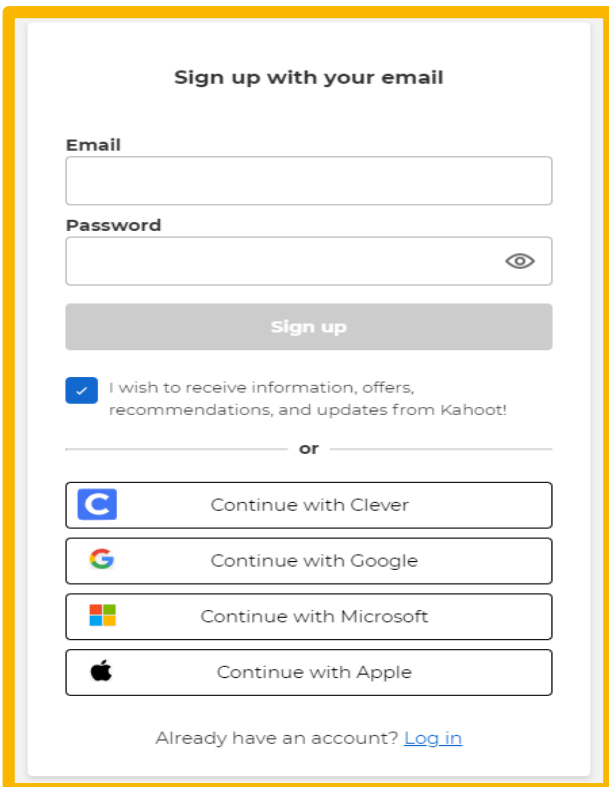 Sign up with your email
Email
Password
Sign up
I wish to receive information, offers,
recommendations, and updates from Kahoot!
or
C Continue with Clever
G Continue with Google
Continue with Microsoft
Continue with Apple
Already have an account? Log in